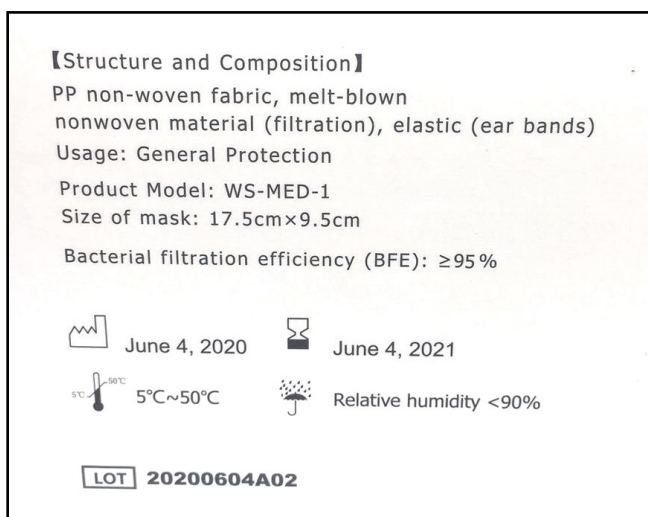 【Structure and Composition】
PP non-woven fabric, melt-blown
nonwoven material (filtration), elastic (ear bands)
Usage: General Protection
Product Model: WS-MED-1
Size of mask: 17.5cm×9.5cm
Bacterial filtration efficiency (BFE): ≥95%
June 4, 2020 June 4, 2021
5℃ 50℃ 5℃~50℃ Relative humidity <90%
LOT 20200604A02